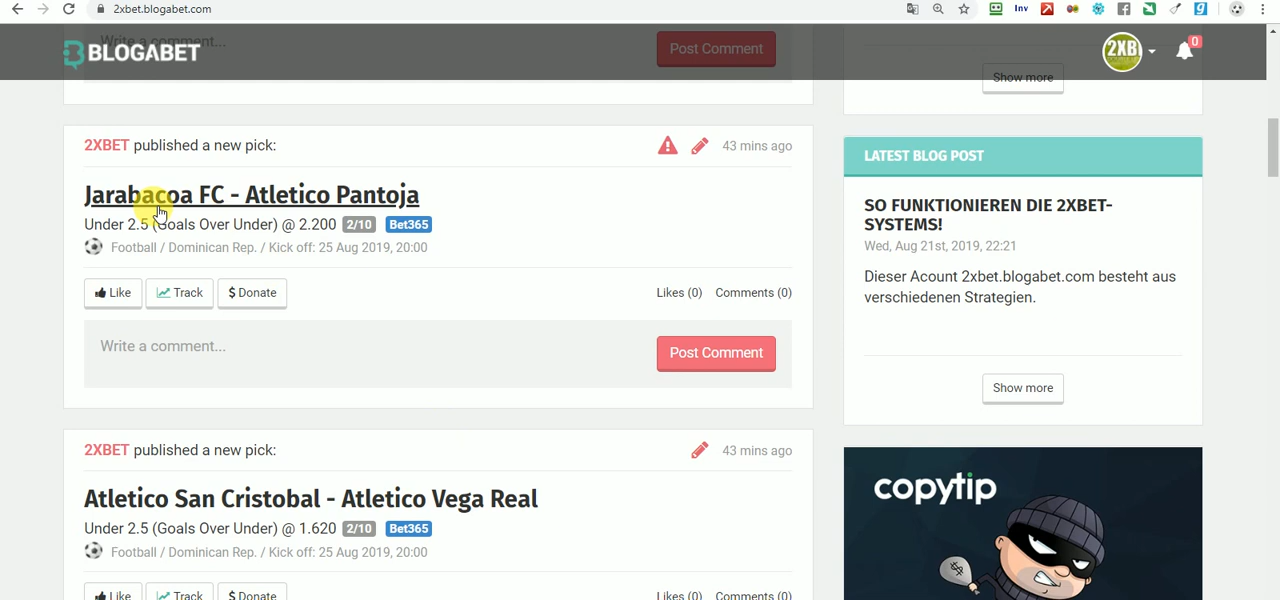 2xbet.blogabet.com
Inv
Write a comment...
Post Comment
BLOGABET
2XB
0
Show more
2XBET published a new pick:
43 mins ago
Jarabacoa FC - Atletico Pantoja
Under 2.5 (Goals Over Under) @ 2.200 2/10 Bet365
Football / Dominican Rep. / Kick off: 25 Aug 2019, 20:00
Like
Track
$ Donate
Likes (0)
Comments (0)
Write a comment...
Post Comment
2XBET published a new pick:
43 mins ago
Atletico San Cristobal - Atletico Vega Real
Under 2.5 (Goals Over Under) @ 1.620 2/10 Bet365
Football / Dominican Rep. / Kick off: 25 Aug 2019, 20:00
Like
Track
$ Donate
Likes (0)
Comments (0)
LATEST BLOG POST
SO FUNKTIONIEREN DIE 2XBET-
SYSTEMS!
Wed, Aug 21st, 2019, 22:21
Dieser Acount 2xbet.blogabet.com besteht aus
verschiedenen Strategien.
Show more
copytip
$